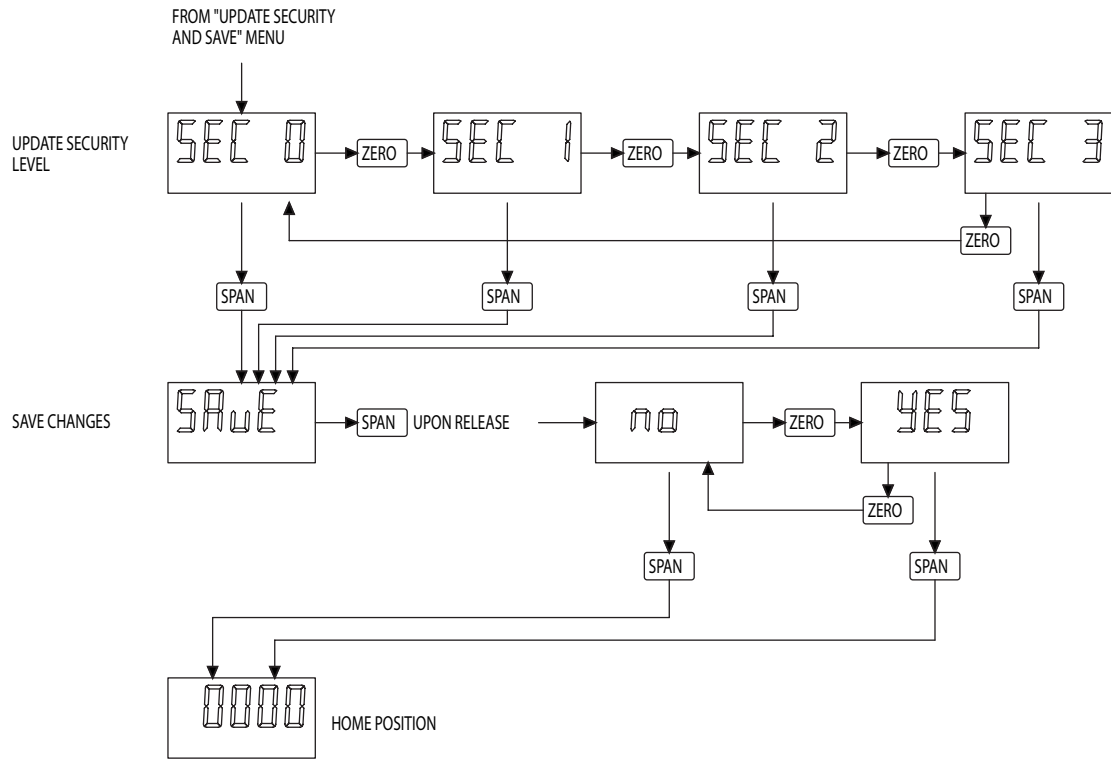 FROM "UPDATE SECURITY
AND SAVE" MENU
UPDATE SECURITY
LEVEL
SEC 0
ZERO
SEC 1
ZERO
SEC 2
ZERO
SEC 3
ZERO
SPAN
SPAN
SPAN
SPAN
SAVE CHANGES
SAvE
SPAN UPON RELEASE
no
ZERO
YES
ZERO
SPAN
SPAN
0000
HOME POSITION